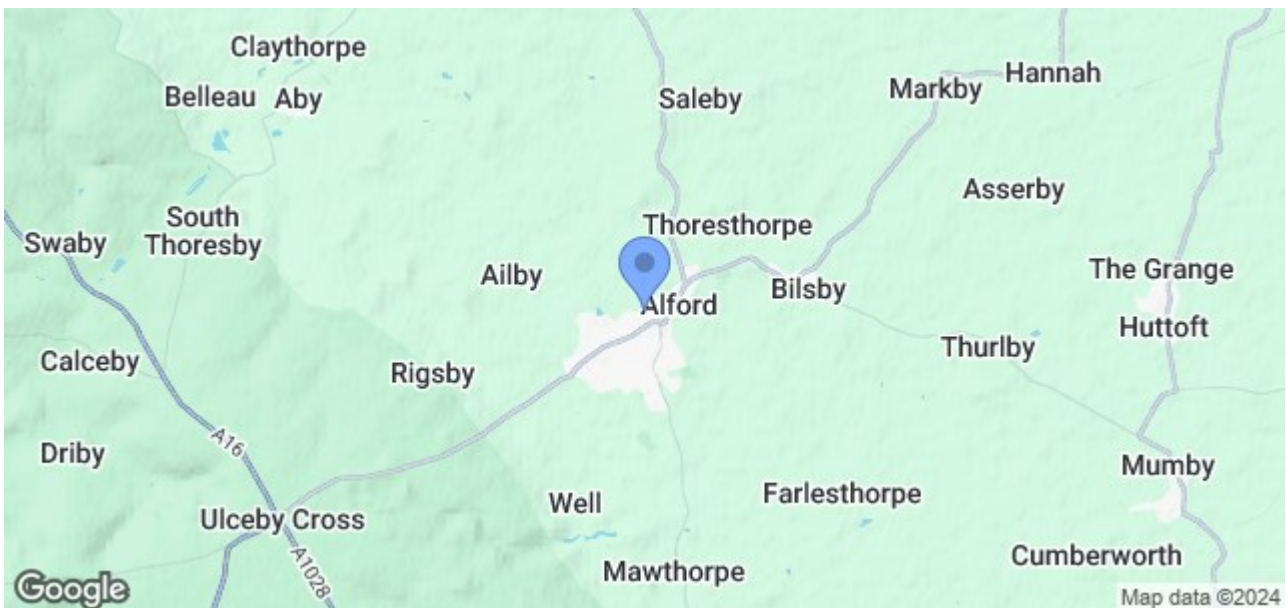 Claythorpe
Hannah
Markby
Belleau
Aby
Saleby
Asserby
South
Thoresby
Thoresthorpe
Swaby
Ailby
The Grange
Bilsby
Alford
Huttoft
Thurlby
Calceby
Rigsby
A16
Driby
Mumby
Well
Farlesthorpe
Ulceby Cross
A1028
Cumberworth
Mawthorpe
Google
Map data ©2024